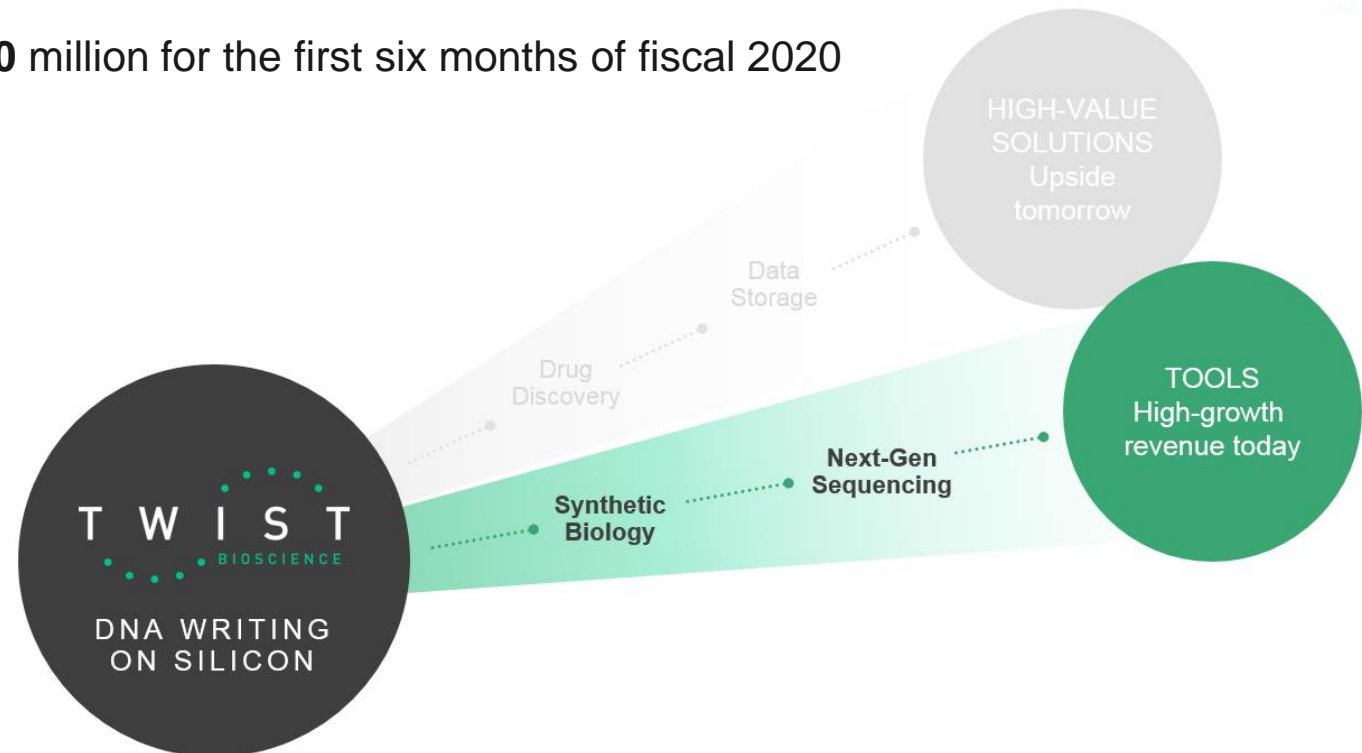 0 million for the first six months of fiscal 2020
HIGH-VALUE
SOLUTIONS
Upside
tomorrow
Data
Storage
Drug
Discovery
TOOLS
High-growth
revenue today
Next-Gen
Sequencing
Synthetic
Biology
TWIST
BIOSCIENCE
DNA WRITING
ON SILICON